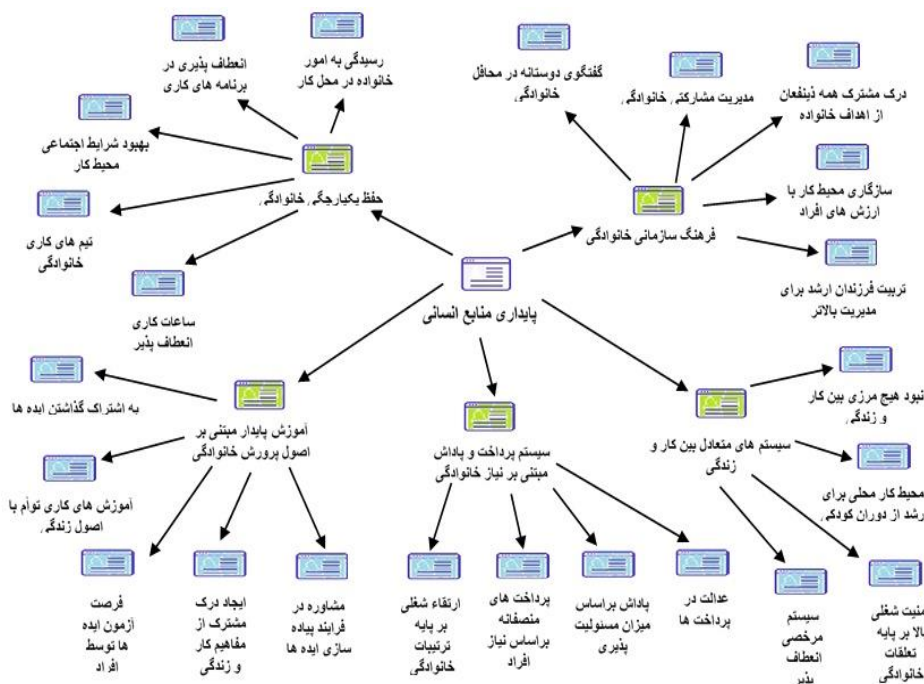 انعطاف پذیری در
برنامه های کاری
رسیدگی به امور
خانواده در محل کار
گفتگوی دوستانه در محافل
خانوادگی
مدیریت مشارکتی خانوادگی
درک مشترک همه ذینفعان
از اهداف خانواده
بهبود شرایط اجتماعی
محیط کار
حفظ یکپارچگی خانوادگی
سازگاری محیط کار با
ارزش های افراد
فرهنگ سازمانی خانوادگی
تیم های کاری
خانوادگی
تربیت فرزندان ارشد برای
مدیریت بالاتر
پایداری منابع انسانی
ساعات کاری
انعطاف پذیر
به اشتراک گذاشتن ایده ها
آموزش پایدار مبتنی بر
اصول پرورش خانوادگی
سیستم پرداخت و پاداش
مبتنی بر نیاز خانوادگی
سیستم های متعادل بین کار و
زندگی
نبود هیچ مرزی بین کار
و زندگی
آموزش های کاری توأم با
اصول زندگی
محیط کار محلی برای
رشد از دوران کودکی
فرصت
آزمون ایده
ها توسط
افراد
ایجاد درک
مشترک از
مفاهیم کار
و زندگی
مشاوره در
فرایند پیاده
سازی ایده ها
ارتقاء شغلی
بر پایه
ترتیبات
خانوادگی
پرداخت های
منصفانه
براساس نیاز
افراد
پاداش براساس
میزان مسئولیت
پذیری
عدالت در
پرداخت ها
سیستم
مرخصی
انعطاف
پذیر
شغلی
بر پایه
تعلقات
خانوادگی